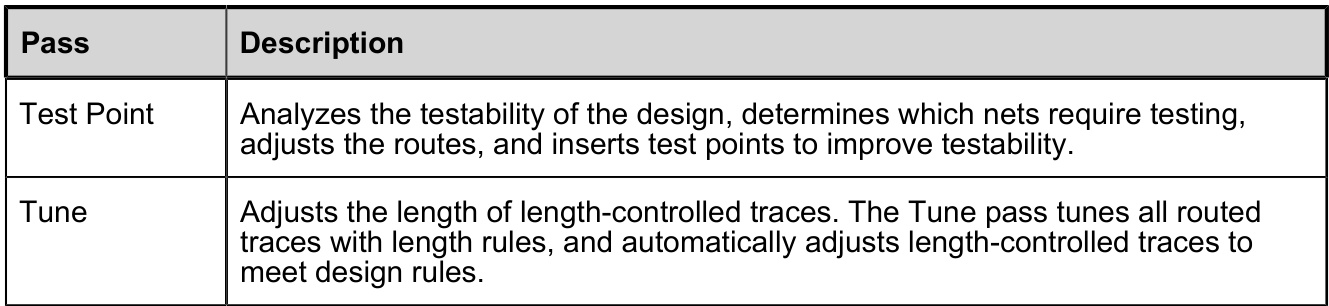 Pass Description
Test Point Analyzes the testability of the design, determines which nets require testing,
adjusts the routes, and inserts test points to improve testability.
Tune Adjusts the length of length-controlled traces. The Tune pass tunes all routed
traces with length rules, and automatically adjusts length-controlled traces to
meet design rules.